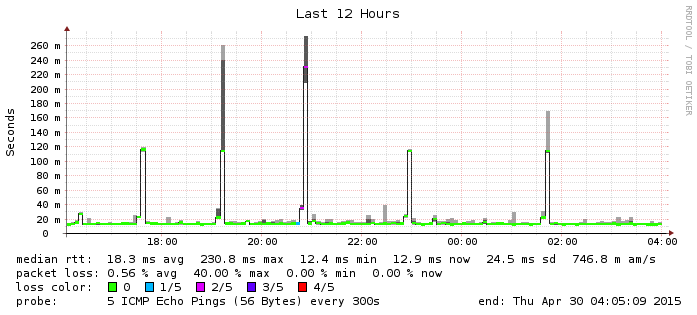 Last 12 Hours
RRDTOOL / TOBI OETIKER
Seconds
260 m
240 m
220 m
200 m
180 m
160 m
140 m
120 m
100 m
80 m
60 m
40 m
20 m
0
18:00 20:00 22:00 00:00 02:00 04:00
median rtt: 18.3 ms avg 230.8 ms max 12.4 ms min 12.9 ms now 24.5 ms sd 746.8 m am/s
packet loss: 0.56 % avg 40.00 % max 0.00 % min 0.00 % now
loss color: 0 1/5 2/5 3/5 4/5
probe: 5 ICMP Echo Pings (56 Bytes) every 300s end: Thu Apr 30 04:05:09 2015